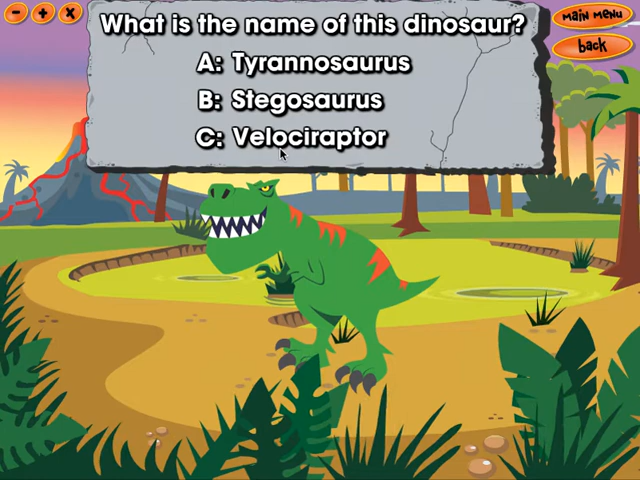 What is the name of this dinosaur?
A: Tyrannosaurus
B: Stegosaurus
C: Velociraptor
main menu
back